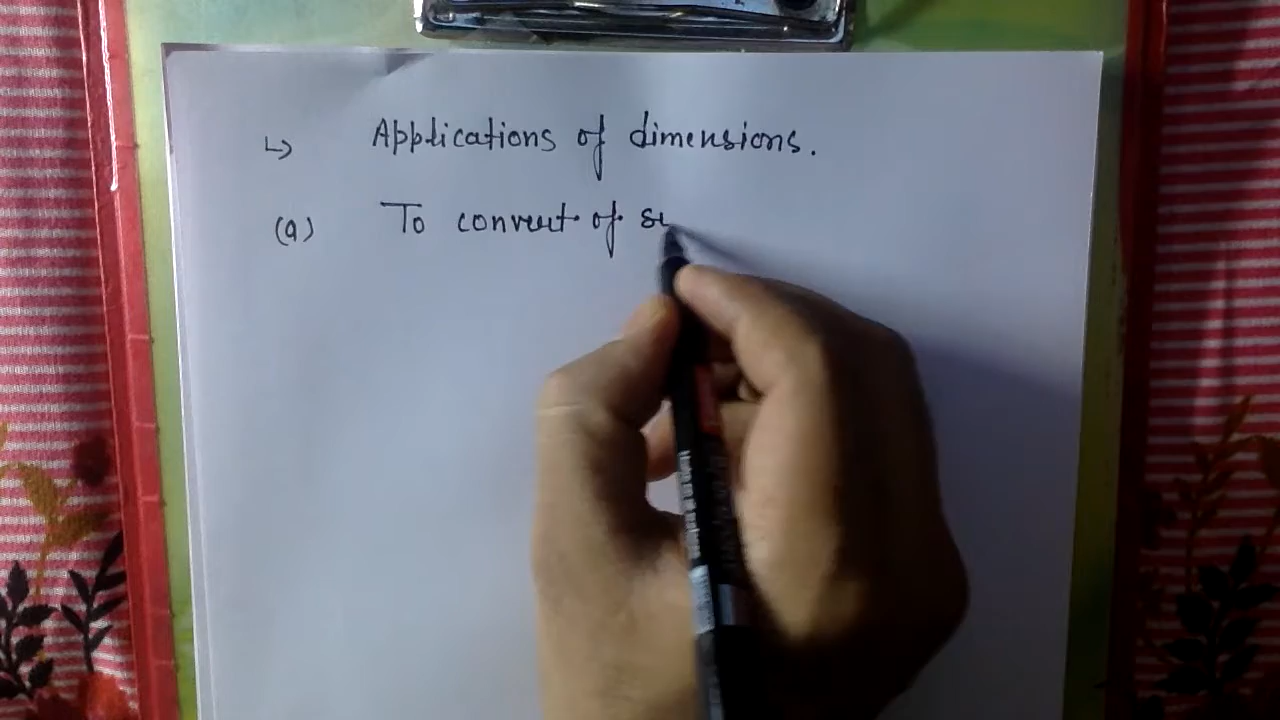 ↳ Applications of dimensions.
(a) To convert of